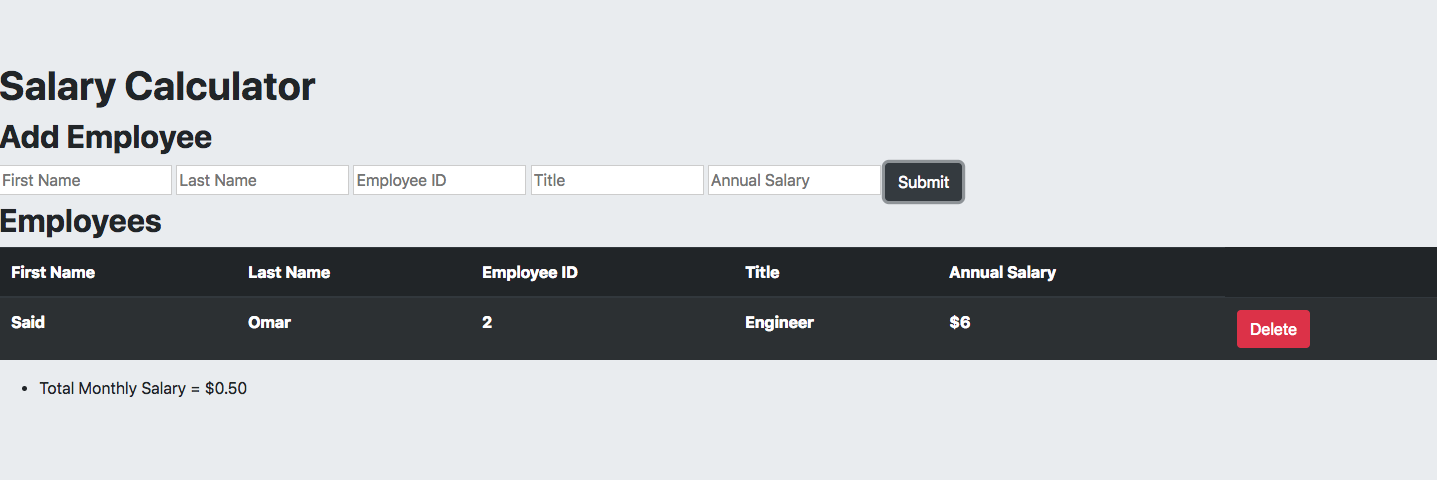 Salary Calculator
Add Employee
First Name Last Name Employee ID Title Annual Salary Submit
Employees
First Name Last Name Employee ID Title Annual Salary
Said Omar 2 Engineer $6 Delete
• Total Monthly Salary = $0.50